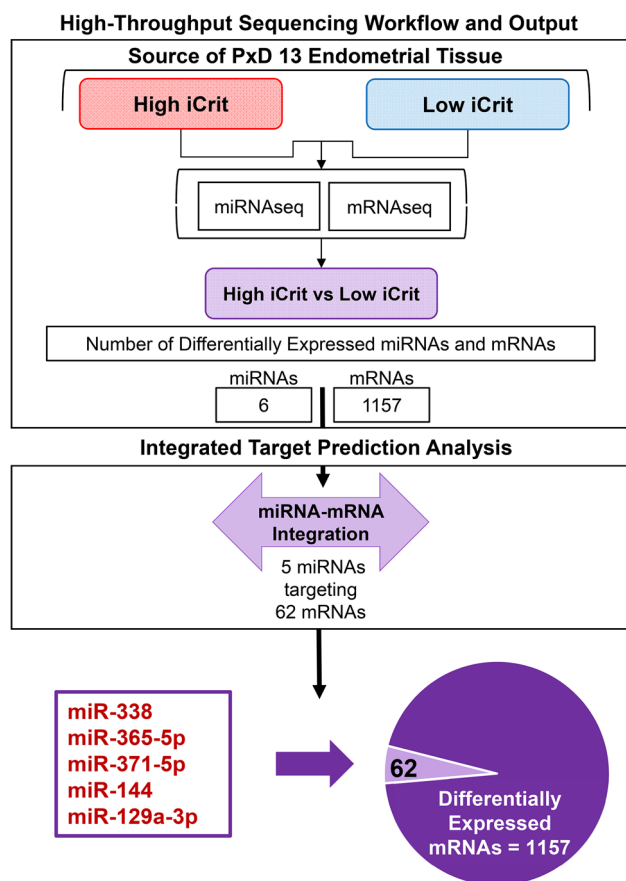 High-Throughput Sequencing Workflow and Output
Source of PxD 13 Endometrial Tissue
High iCrit
Low iCrit
miRNAseq
mRNAseq
High iCrit vs Low iCrit
Number of Differentially Expressed miRNAs and mRNAs
miRNAs
mRNAs
6
1157
Integrated Target Prediction Analysis
miRNA-mRNA
Integration
5 miRNAs
targeting
62 mRNAs
miR-338
miR-365-5p
miR-371-5p
miR-144
miR-129a-3p
62
Differentially
Expressed
mRNAs = 1157